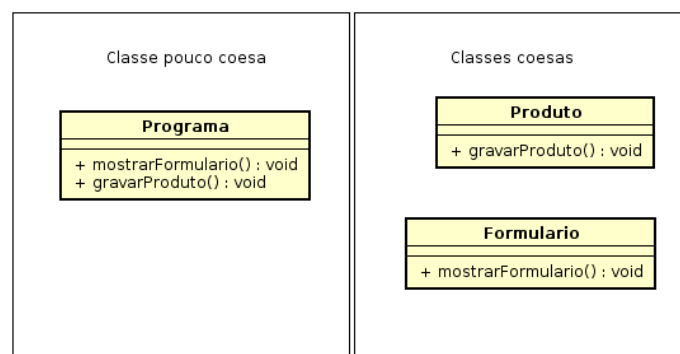 Classe pouco coesa
Programa
+ mostrarFormulario() : void
+ gravarProduto() : void
Classes coesas
Produto
+ gravarProduto() : void
Formulario
+ mostrarFormulario() : void